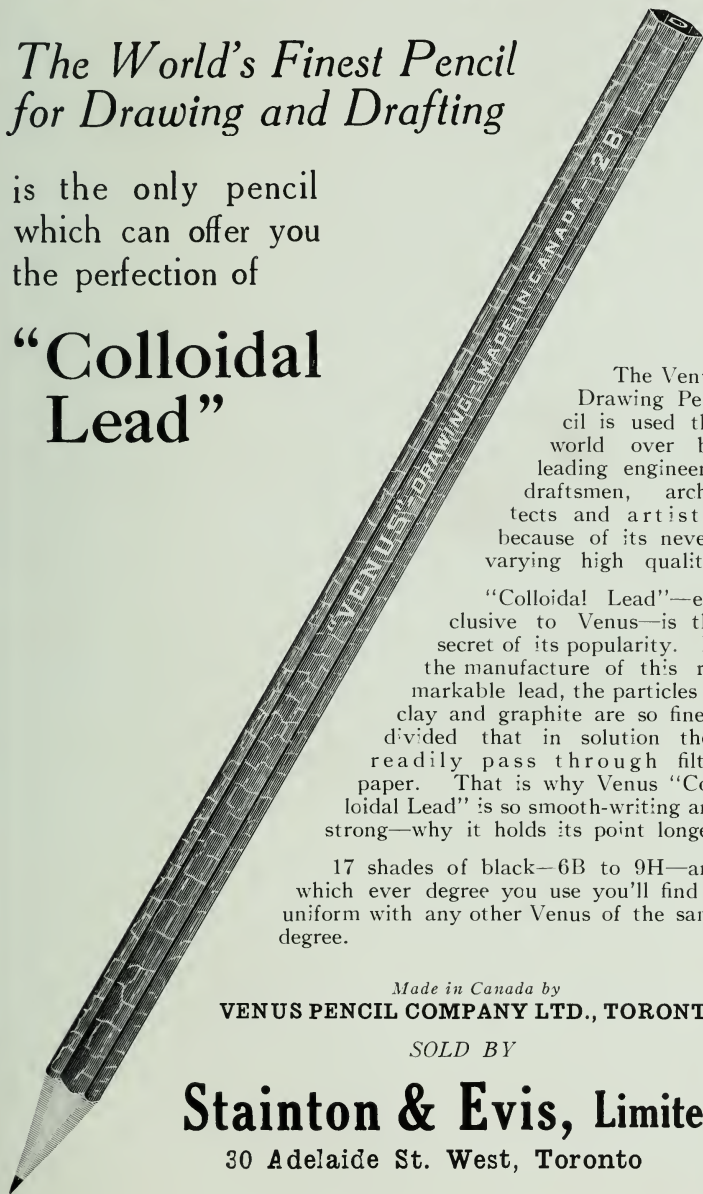 The World's Finest Pencil
for Drawing and Drafting
is the only pencil
which can offer you
the perfection of
"Colloidal
Lead"
"VENUS"-DRAWING-MADE IN CANADA-2B
The Ven
Drawing Pe
cil is used t
world over b
leading engineer
draftsmen, arch
tects and artist
because of its neve
varying high qualit
"Colloidal Lead"—e
clusive to Venus—is t
secret of its popularity.
the manufacture of this r
markable lead, the particles
clay and graphite are so fine
divided that in solution the
readily pass through filt
paper. That is why Venus "Co
loidal Lead" is so smooth-writing a
strong—why it holds its point longe
17 shades of black—6B to 9H—a
which ever degree you use you'll find
uniform with any other Venus of the sa
degree.
Made in Canada by
VENUS PENCIL COMPANY LTD., TORONT
SOLD BY
Stainton & Evis, Limite
30 Adelaide St. West, Toronto